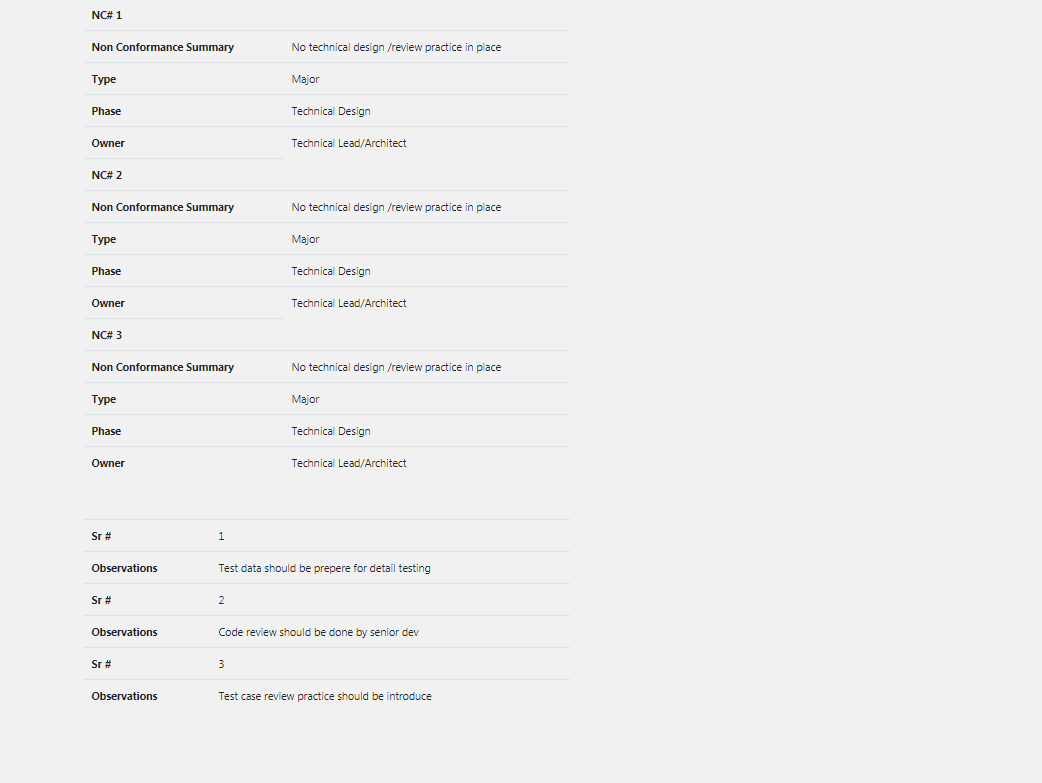 NC# 1
Non Conformance Summary No technical design /review practice in place
Type Major
Phase Technical Design
Owner Technical Lead/Architect
NC# 2
Non Conformance Summary No technical design /review practice in place
Type Major
Phase Technical Design
Owner Technical Lead/Architect
NC# 3
Non Conformance Summary No technical design /review practice in place
Type Major
Phase Technical Design
Owner Technical Lead/Architect
Sr # 1
Observations Test data should be prepere for detail testing
Sr # 2
Observations Code review should be done by senior dev
Sr # 3
Observations Test case review practice should be introduce